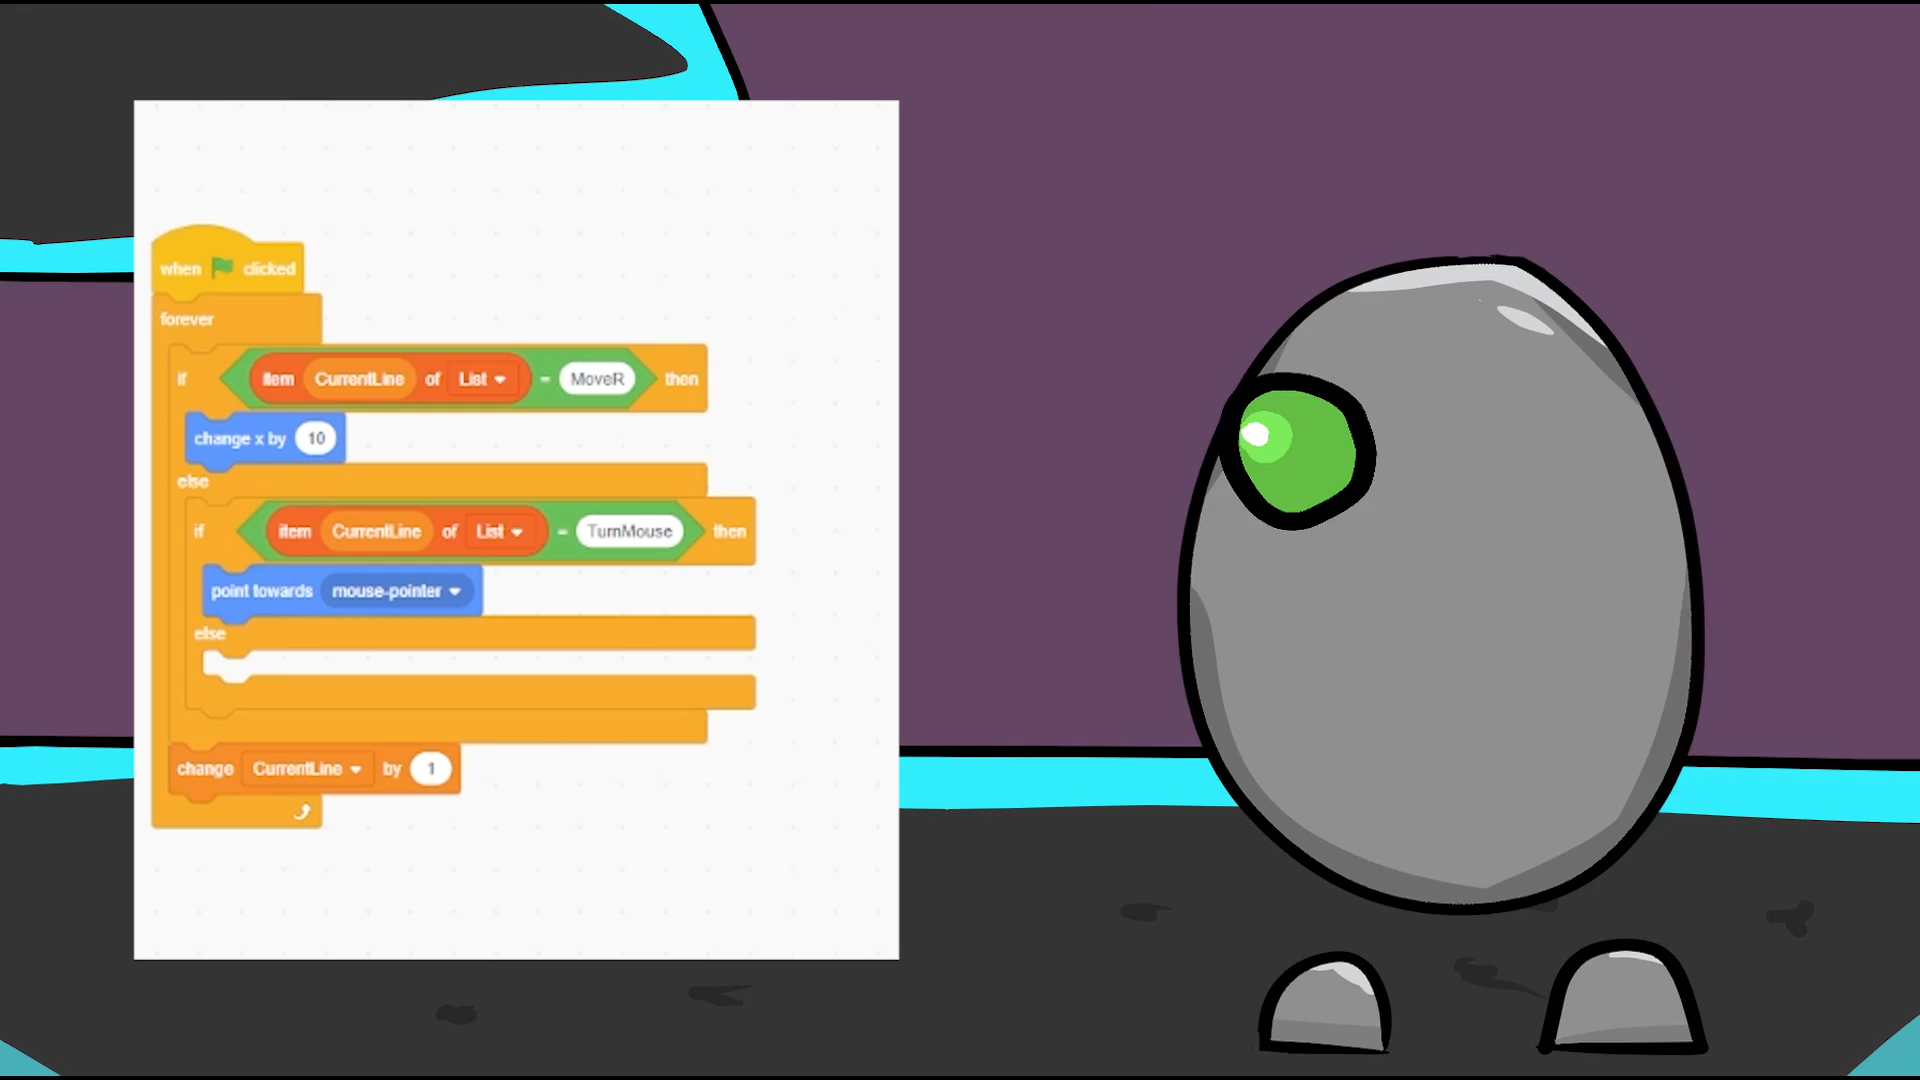 when clicked
forever
if item CurrentLine of List = MoveR then
change x by 10
else
if item CurrentLine of List = TurnMouse then
point towards mouse-pointer
else
change CurrentLine by 1